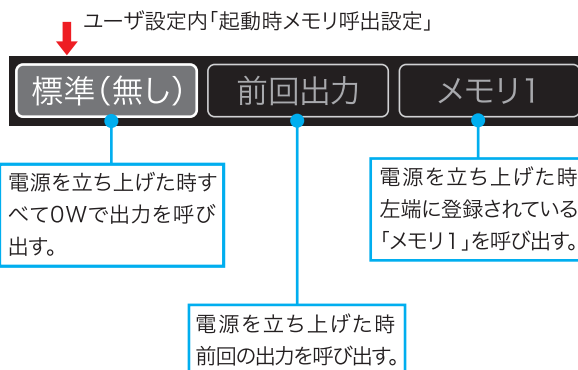 ユーザ設定内「起動時メモリ呼出設定」
標準(無し)
前回出力
メモリ1
電源を立ち上げた時す
べて0Wで出力を呼び
出す。
電源を立ち上げた時
左端に登録されている
「メモリ1」を呼び出す。
電源を立ち上げた時
前回の出力を呼び出す。